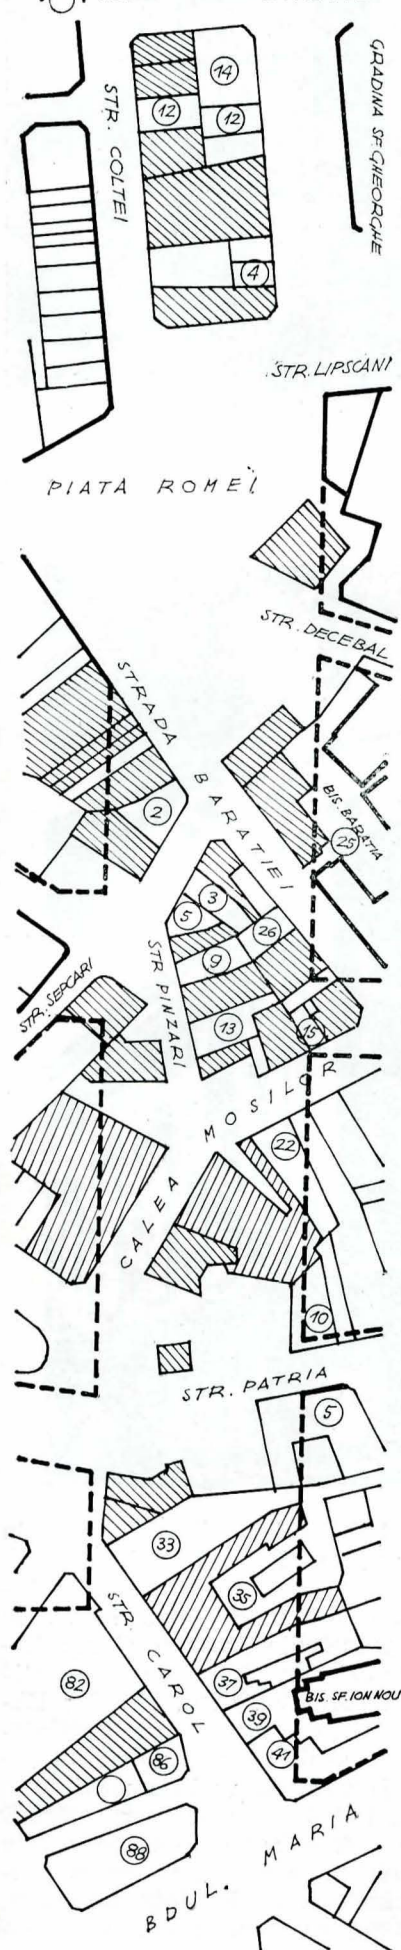 GRADINA SF. GHEORGHE
14
12
12
STR. COLTEI
4
STR. LIPSCANI
PIATA ROMEI
STR. DECEBAL
STRADA BARATIEI
2
BIS. BARATIA
25
3
5
26
9
STR. SEPCARI
STR PINZARI
13
15
CALEA MOSILOR
22
10
STR. PATRIA
5
33
35
STR. CAROL
82
37
BIS. SF. ION NOU
39
41
86
88
BDUL. MARIA